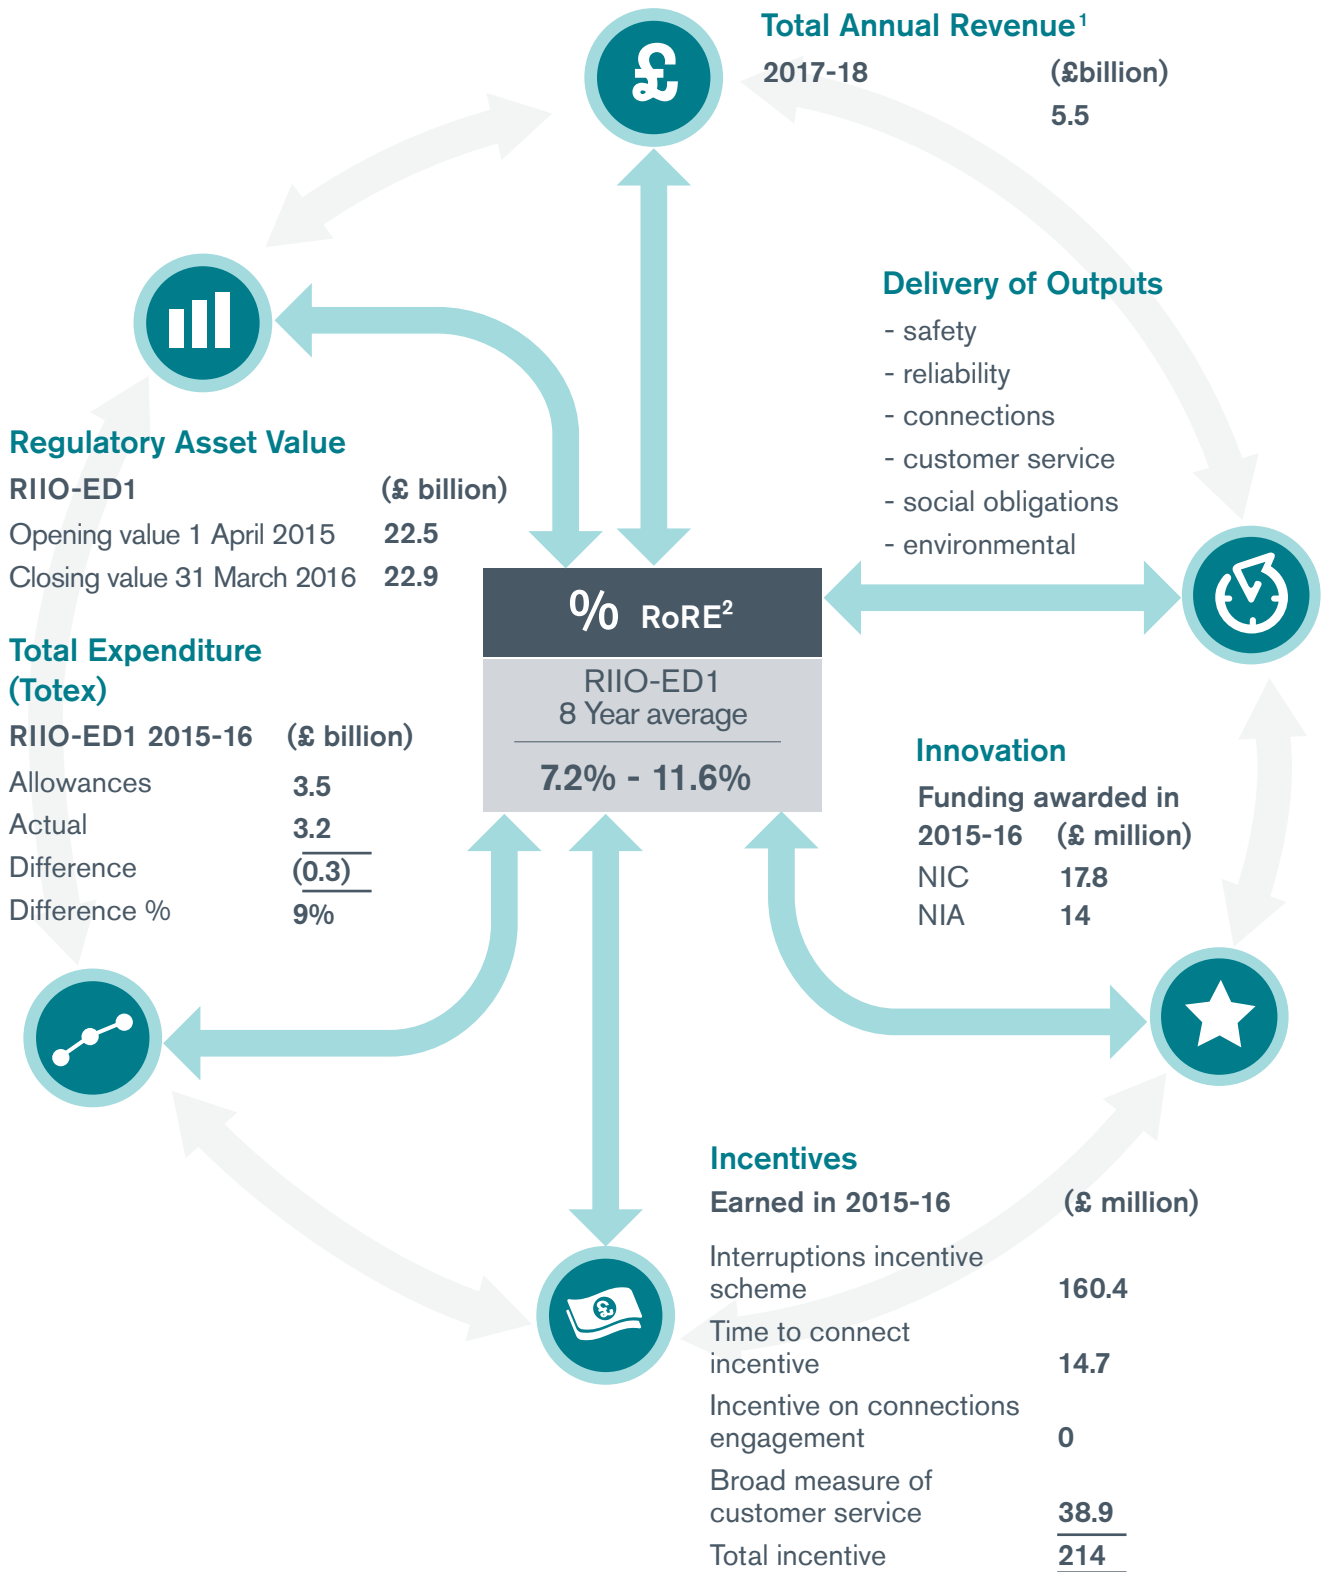 Total Annual Revenue¹
2017-18 (£billion)
5.5
Delivery of Outputs
- safety
- reliability
- connections
- customer service
- social obligations
- environmental
Regulatory Asset Value
RIIO-ED1 (£ billion)
Opening value 1 April 2015 22.5
Closing value 31 March 2016 22.9
% RoRE²
RIIO-ED1
8 Year average
7.2% - 11.6%
Total Expenditure
(Totex)
RIIO-ED1 2015-16 (£ billion)
Allowances 3.5
Actual 3.2
Difference (0.3)
Difference % 9%
Innovation
Funding awarded in
2015-16 (£ million)
NIC 17.8
NIA 14
Incentives
Earned in 2015-16 (£ million)
Interruptions incentive
scheme 160.4
Time to connect
incentive 14.7
Incentive on connections
engagement 0
Broad measure of
customer service 38.9
Total incentive 214
£
£